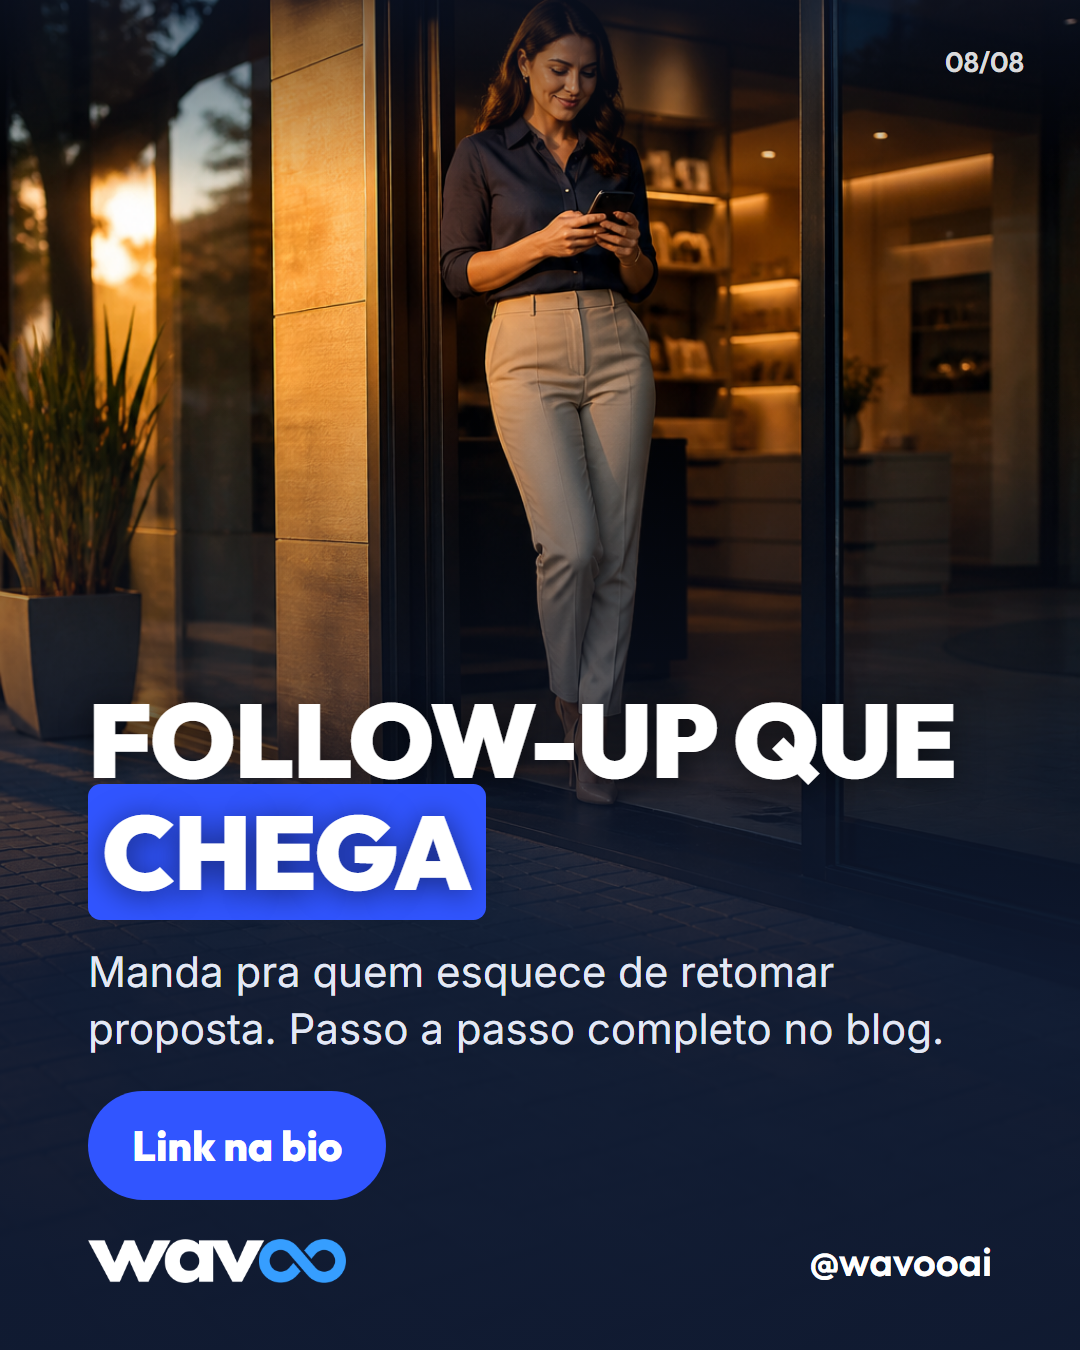 08/08
FOLLOW-UP QUE
CHEGA
Manda pra quem esquece de retomar
proposta. Passo a passo completo no blog.
Link na bio
wavoo
@wavooai